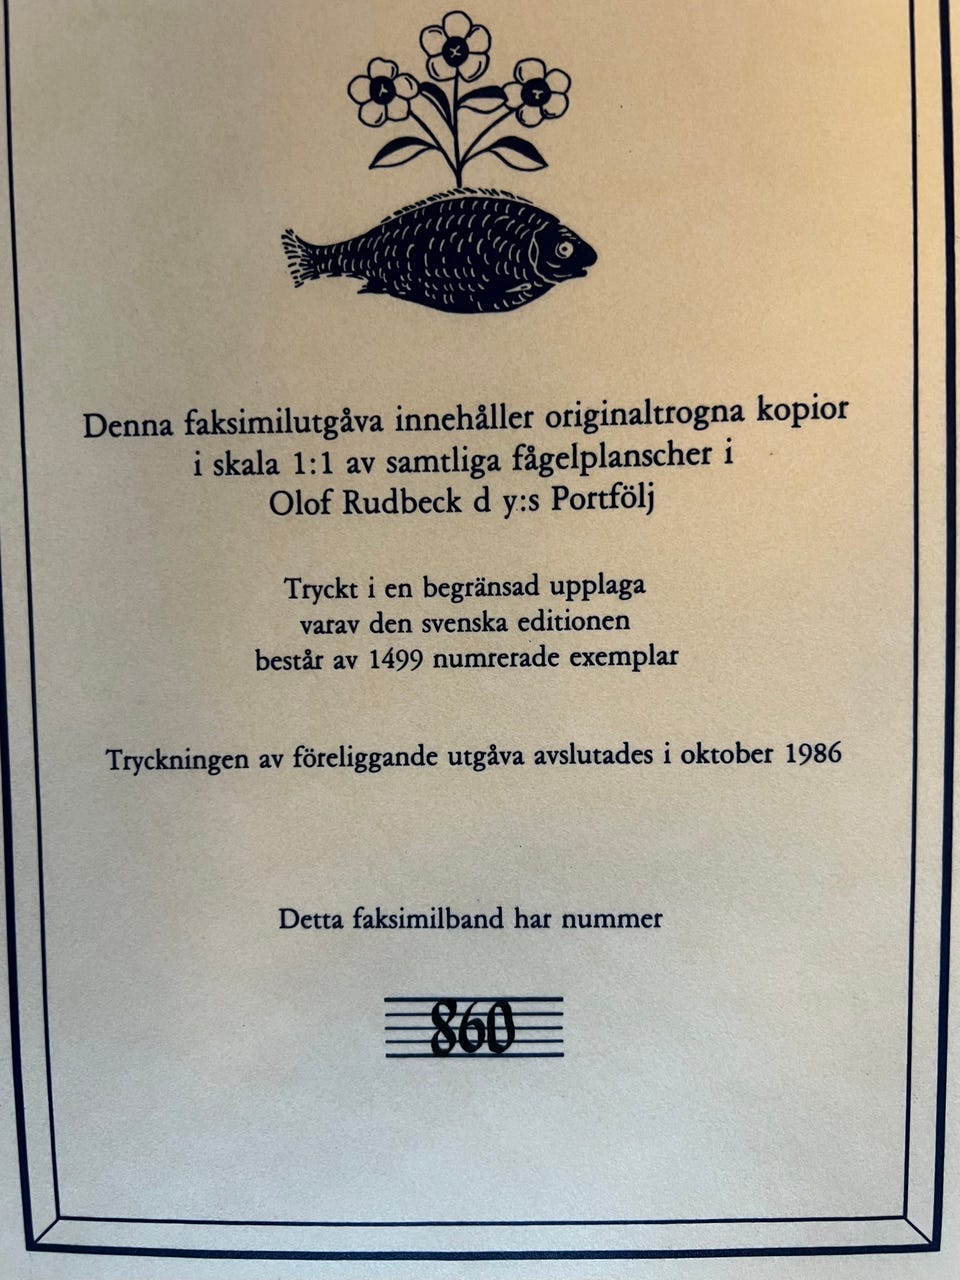 Denna faksimilutgåva innehåller originaltrogna kopior
i skala 1:1 av samtliga fågelplanscher i
Olof Rudbeck d y:s Portfölj
Tryckt i en begränsad upplaga
varav den svenska editionen
består av 1499 numrerade exemplar
Tryckningen av föreliggande utgåva avslutades i oktober 1986
Detta faksimilband har nummer
860